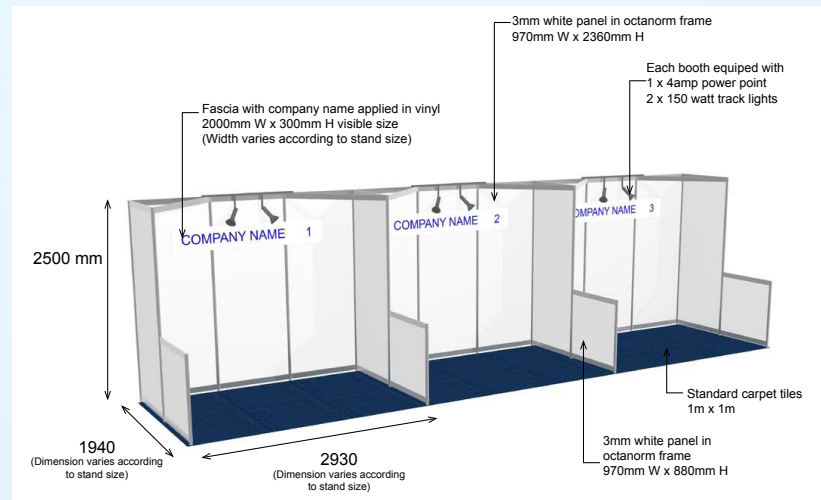 3mm white panel in octanorm frame
970mm W x 2360mm H
Each booth equiped with
1 x 4amp power point
2 x 150 watt track lights
Fascia with company name applied in vinyl
2000mm W x 300mm H visible size
(Width varies according to stand size)
COMPANY NAME 1
COMPANY NAME 2
OMPANY NAME 3
2500 mm
Standard carpet tiles
1m x 1m
1940
(Dimension varies according
to stand size)
2930
(Dimension varies according
to stand size)
3mm white panel in
octanorm frame
970mm W x 880mm H